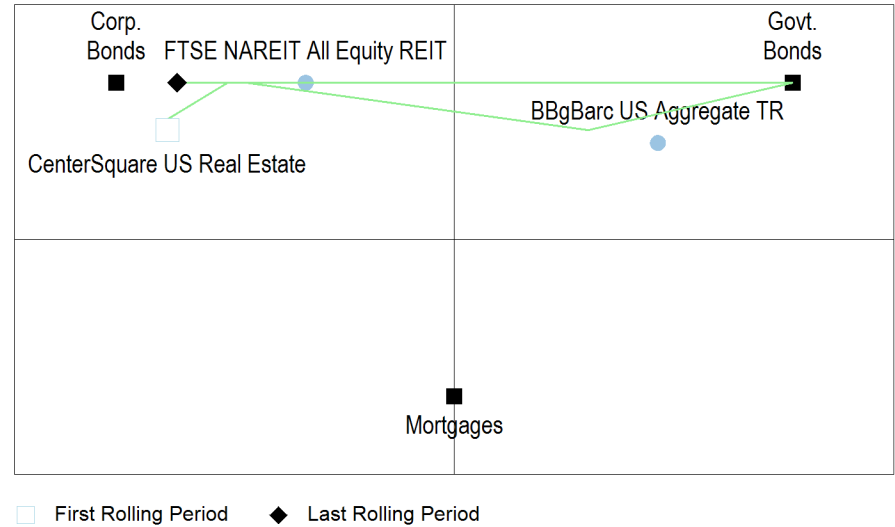 Corp.
Bonds
FTSE NAREIT All Equity REIT
Govt.
Bonds
BBgBarc US Aggregate TR
CenterSquare US Real Estate
Mortgages
First Rolling Period
Last Rolling Period